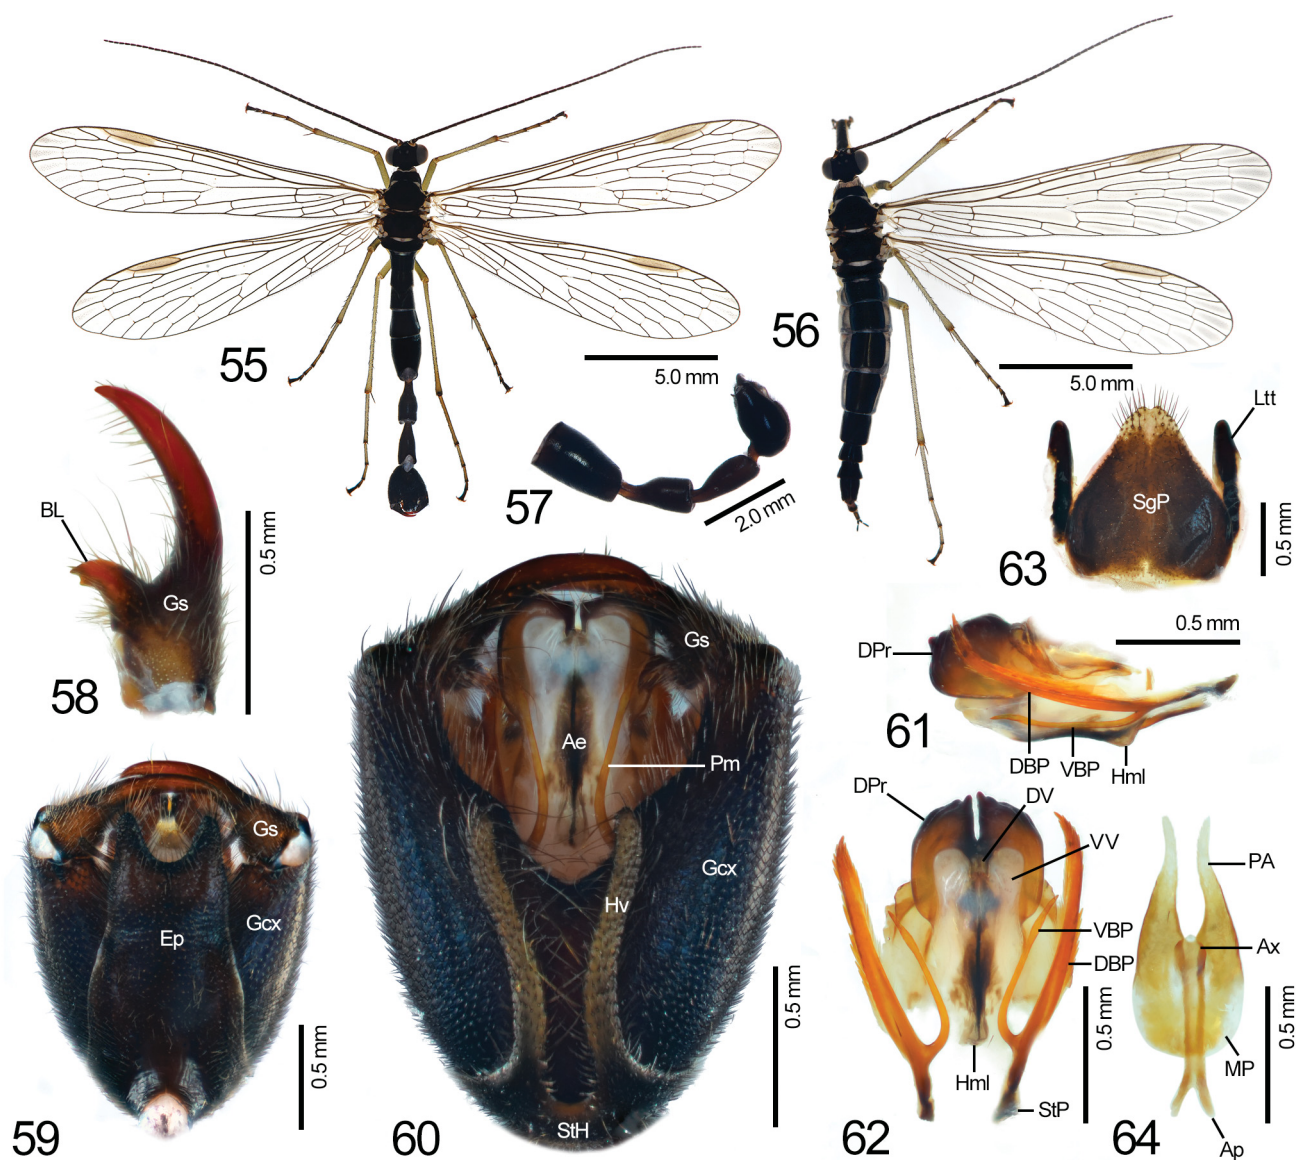 55
5.0 mm
56
5.0 mm
57
2.0 mm
BL
Gs
0.5 mm
58
Ltt
SgP
0.5 mm
63
Gs
Ae
Pm
Gcx
Hv
StH
0.5 mm
60
0.5 mm
DPr
61
DBP
VBP
Hml
Gs
Gcx
Ep
0.5 mm
59
DPr
DV
VV
VBP
DBP
Hml
StP
0.5 mm
62
PA
Ax
MP
Ap
0.5 mm
64